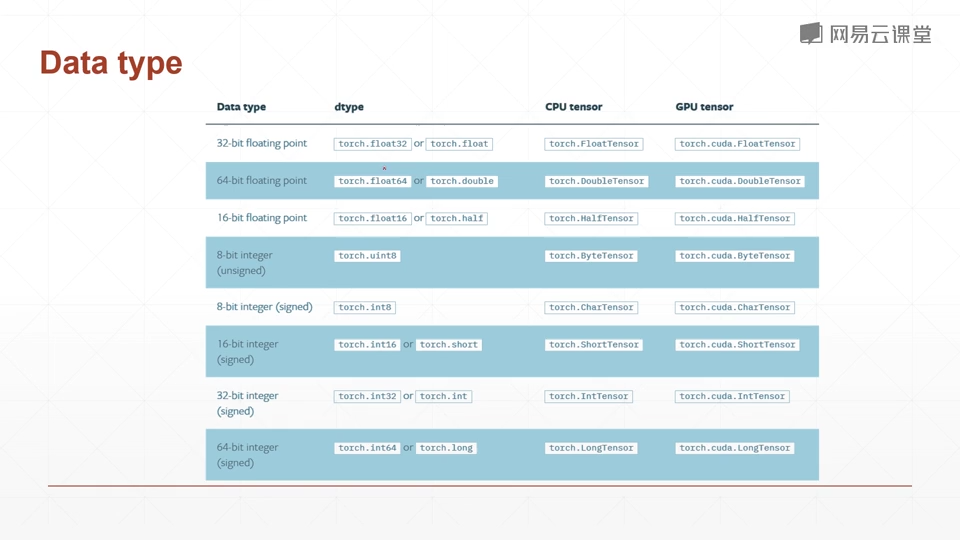 网易云课堂
Data type
Data type dtype CPU tensor GPU tensor
32-bit floating point torch.float32 or torch.float torch.FloatTensor torch.cuda.FloatTensor
64-bit floating point torch.float64 or torch.double torch.DoubleTensor torch.cuda.DoubleTensor
16-bit floating point torch.float16 or torch.half torch.HalfTensor torch.cuda.HalfTensor
8-bit integer torch.uint8 torch.ByteTensor torch.cuda.ByteTensor
(unsigned)
8-bit integer (signed) torch.int8 torch.CharTensor torch.cuda.CharTensor
16-bit integer torch.int16 or torch.short torch.ShortTensor torch.cuda.ShortTensor
(signed)
32-bit integer torch.int32 or torch.int torch.IntTensor torch.cuda.IntTensor
(signed)
64-bit integer torch.int64 or torch.long torch.LongTensor torch.cuda.LongTensor
(signed)